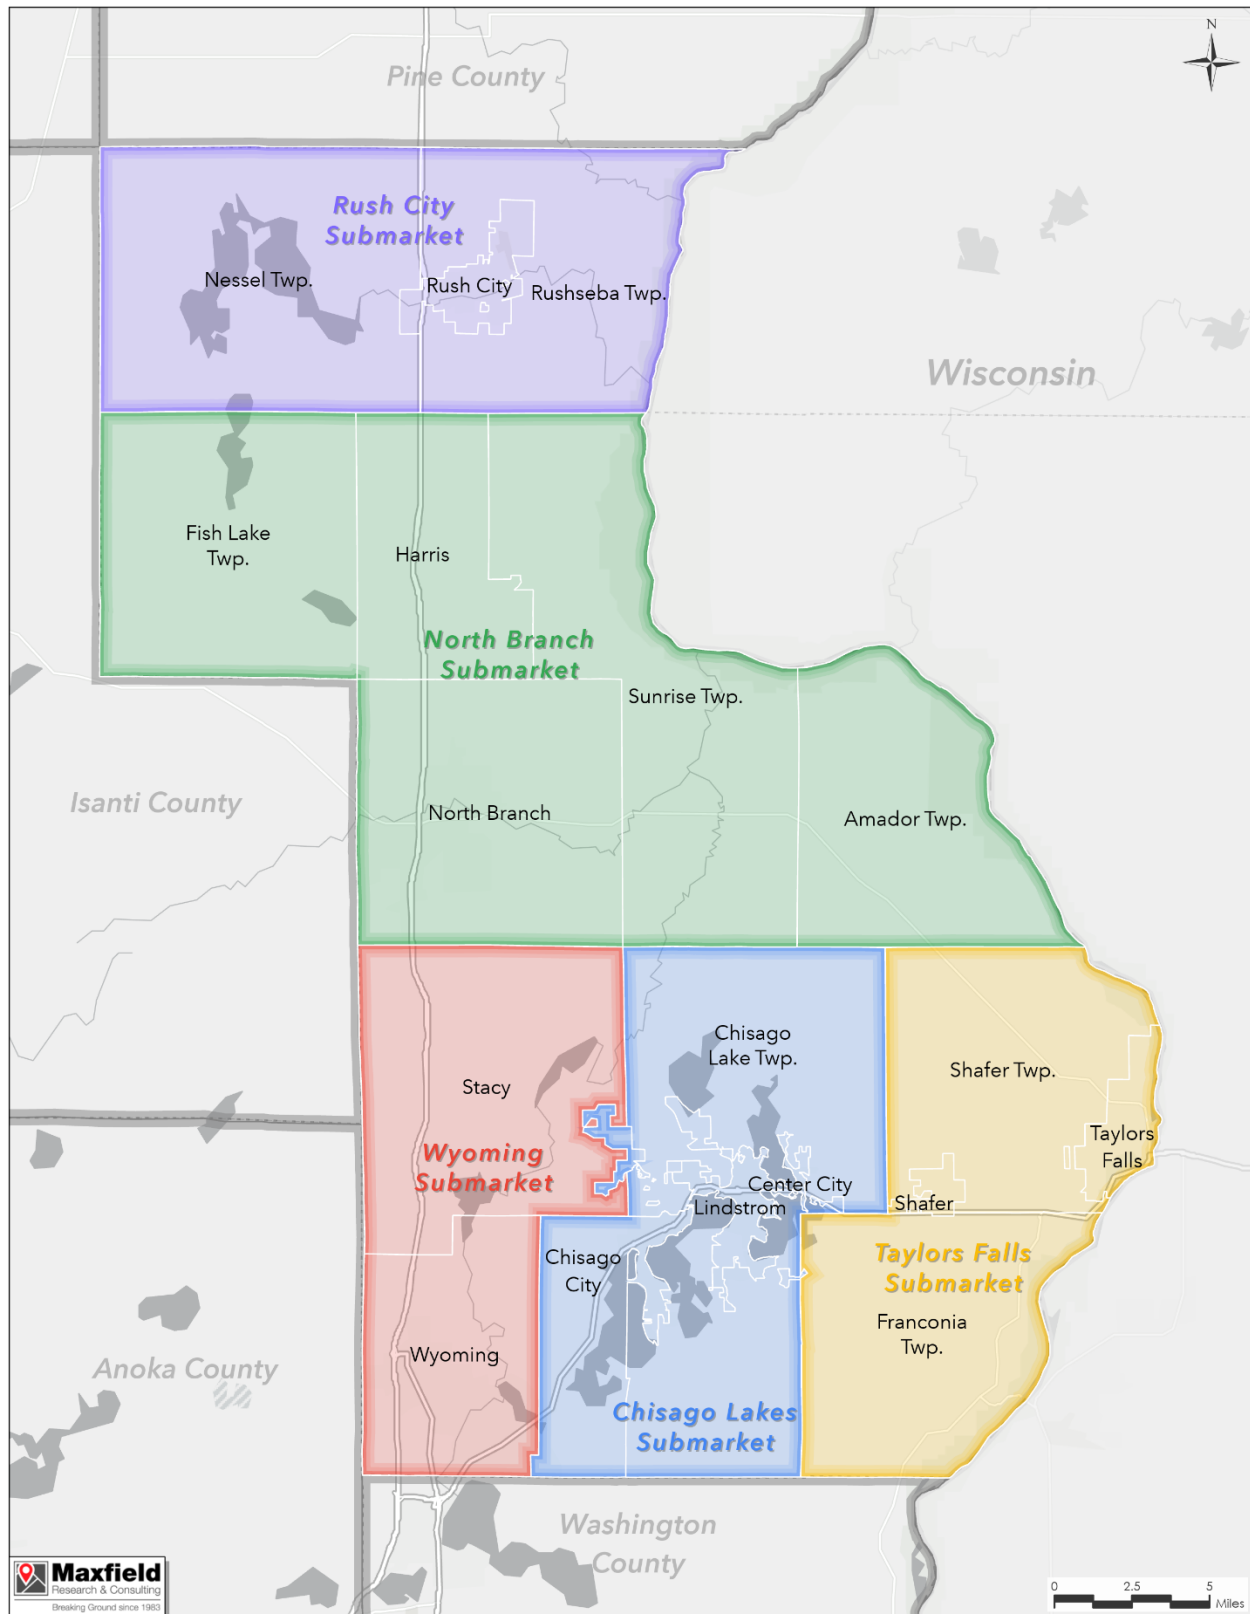 Pine County
N
Rush City
Submarket
Nessel Twp.
Rush City
Rushseba Twp.
Wisconsin
Fish Lake
Twp.
Harris
North Branch
Submarket
Sunrise Twp.
Isanti County
North Branch
Amador Twp.
Chisago
Lake Twp.
Stacy
Shafer Twp.
Wyoming
Submarket
Taylors
Falls
Center City
Lindstrom
Shafer
Chisago
City
Taylors Falls
Submarket
Franconia
Twp.
Wyoming
Anoka County
Chisago Lakes
Submarket
Washington
County
Maxfield
Research & Consulting
Breaking Ground since 1983
0 2.5 5
Miles